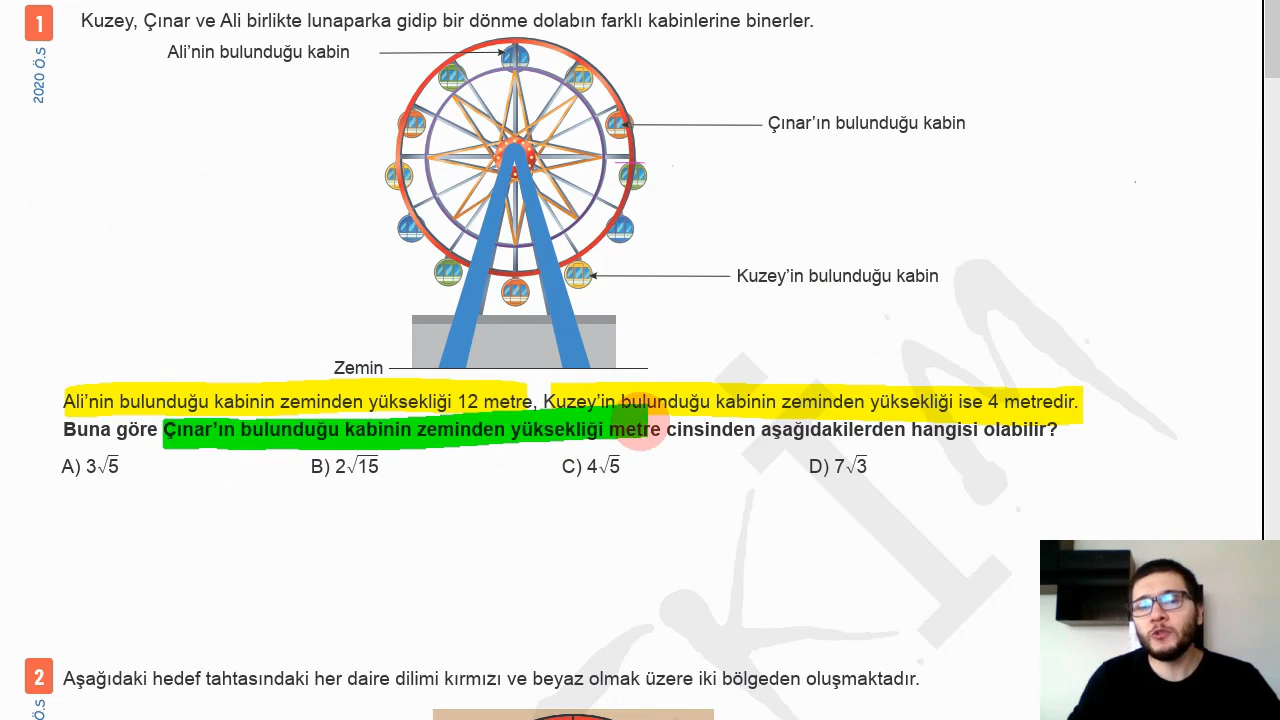 1
Kuzey, Çınar ve Ali birlikte lunaparka gidip bir dönme dolabın farklı kabinlerine binerler.
2020 Ö.S
Ali’nin bulunduğu kabin
Çınar’ın bulunduğu kabin
Kuzey’in bulunduğu kabin
Zemin
Ali’nin bulunduğu kabinin zeminden yüksekliği 12 metre, Kuzey’in bulunduğu kabinin zeminden yüksekliği ise 4 metredir.
Buna göre Çınar’ın bulunduğu kabinin zeminden yüksekliği metre cinsinden aşağıdakilerden hangisi olabilir?
A) 3√5 B) 2√15 C) 4√5 D) 7√3
2
Aşağıdaki hedef tahtasındaki her daire dilimi kırmızı ve beyaz olmak üzere iki bölgeden oluşmaktadır.
Ö.S